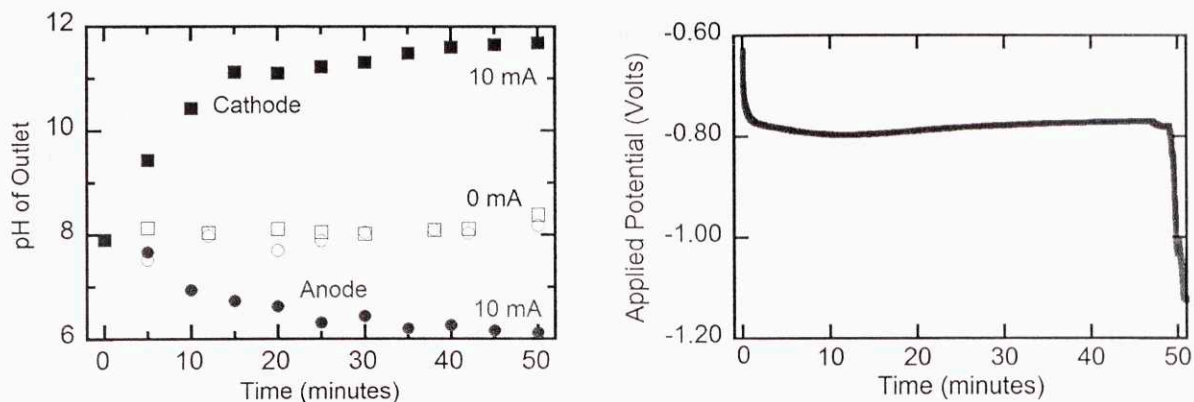 pH of Outlet
12
10
8
6
Cathode
10 mA
0 mA
Anode
10 mA
0 10 20 30 40 50
Time (minutes)
Applied Potential (Volts)
-0.60
-0.80
-1.00
-1.20
0 10 20 30 40 50
Time (minutes)